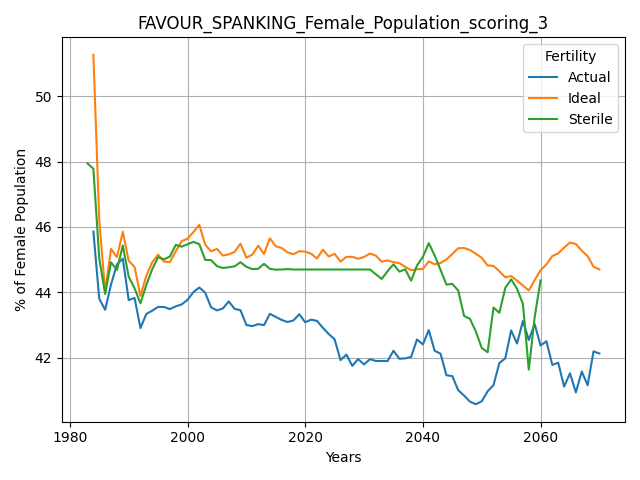 FAVOUR_SPANKING_Female_Population_scoring_3
Fertility
Actual
Ideal
Sterile
% of Female Population
50
48
46
44
42
1980
2000
2020
2040
2060
Years